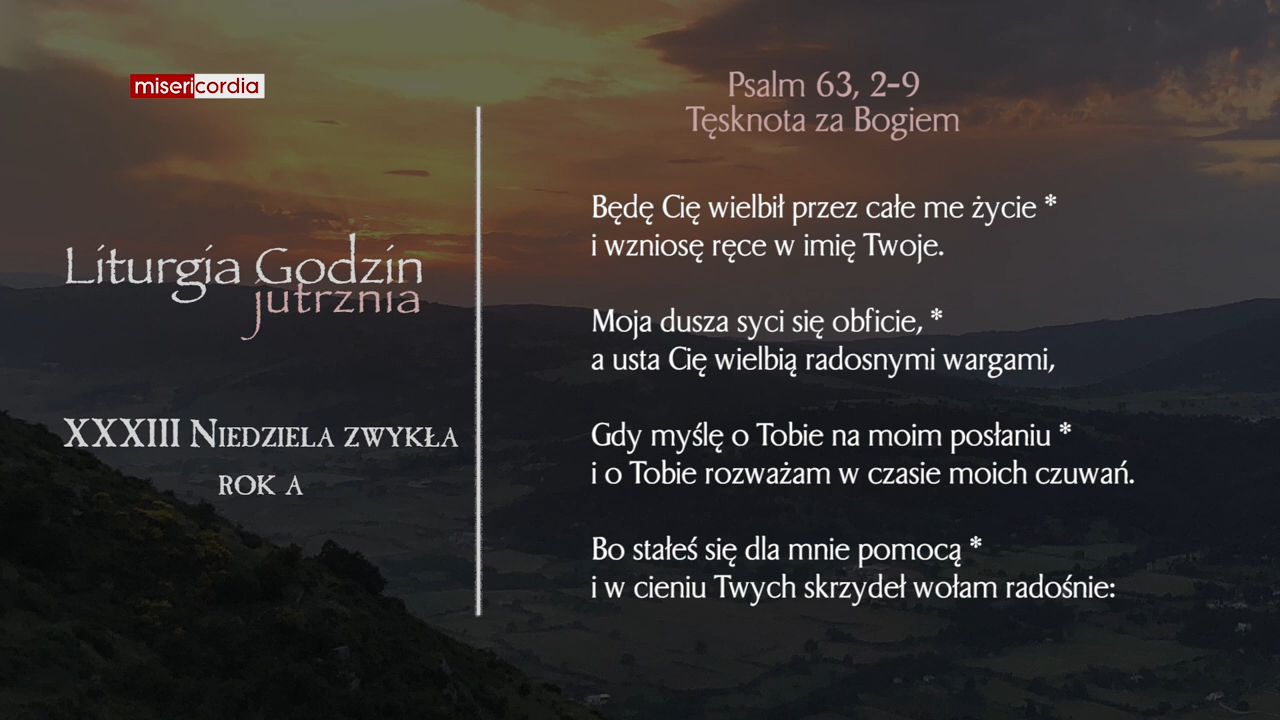 misericordia
Liturgia Godzin
jutrznia
XXXIII Niedziela zwykła
rok A
Psalm 63, 2-9
Tęsknota za Bogiem
Będę Cię wielbił przez całe me życie *
i wzniosę ręce w imię Twoje.
Moja dusza syci się obficie, *
a usta Cię wielbią radosnymi wargami,
Gdy myślę o Tobie na moim posłaniu *
i o Tobie rozważam w czasie moich czuwań.
Bo stałeś się dla mnie pomocą *
i w cieniu Twych skrzydeł wołam radośnie: